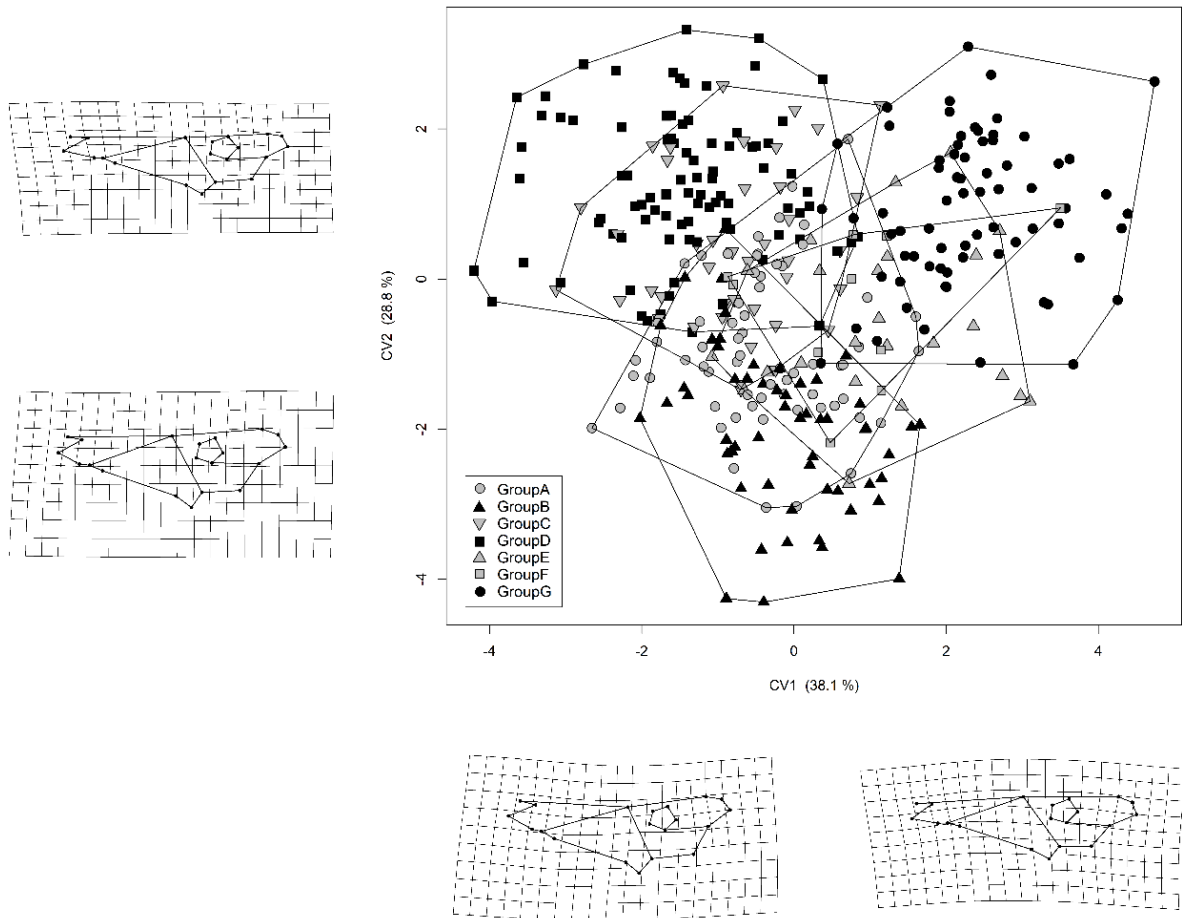 2
0
-2
-4
CV2 (28.8 %)
GroupA
GroupB
GroupC
GroupD
GroupE
GroupF
GroupG
-4 -2 0 2 4
CV1 (38.1 %)